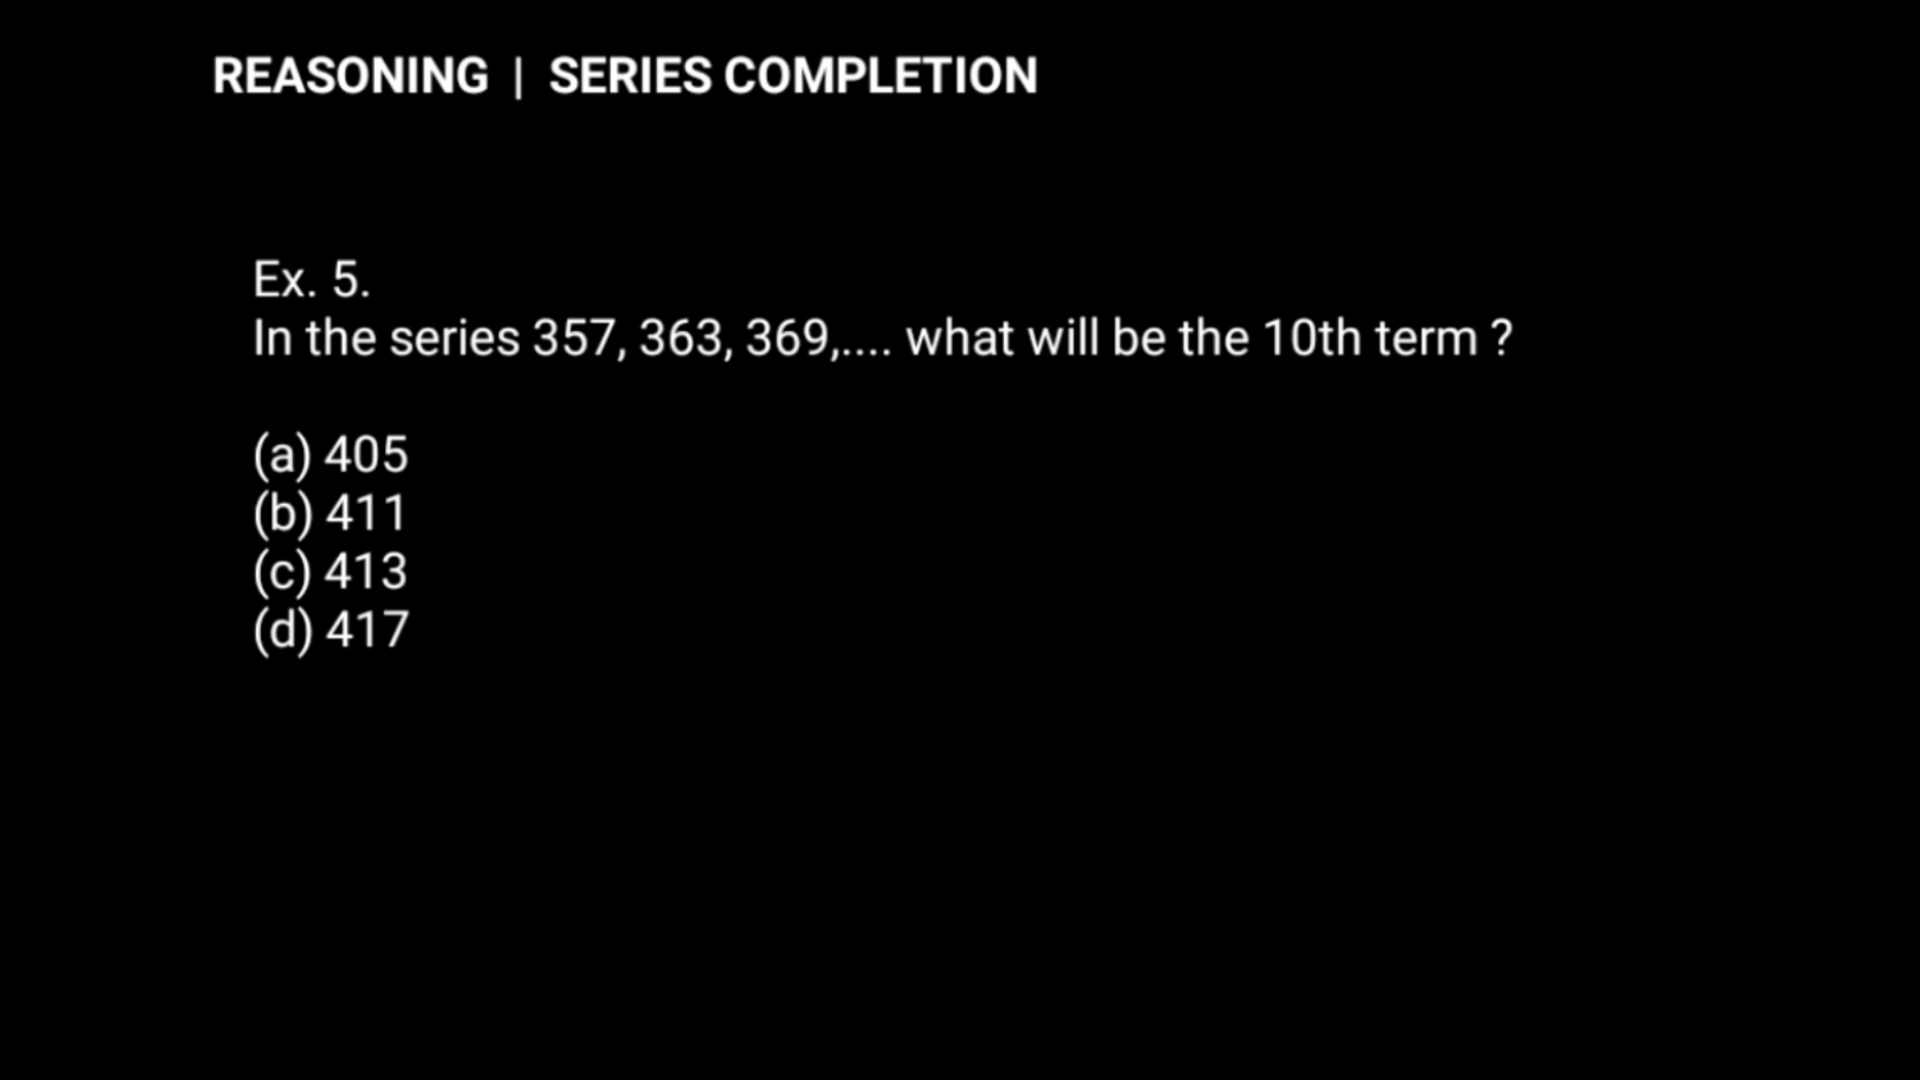 REASONING | SERIES COMPLETION
Ex. 5.
In the series 357, 363, 369,.... what will be the 10th term ?
(a) 405
(b) 411
(c) 413
(d) 417